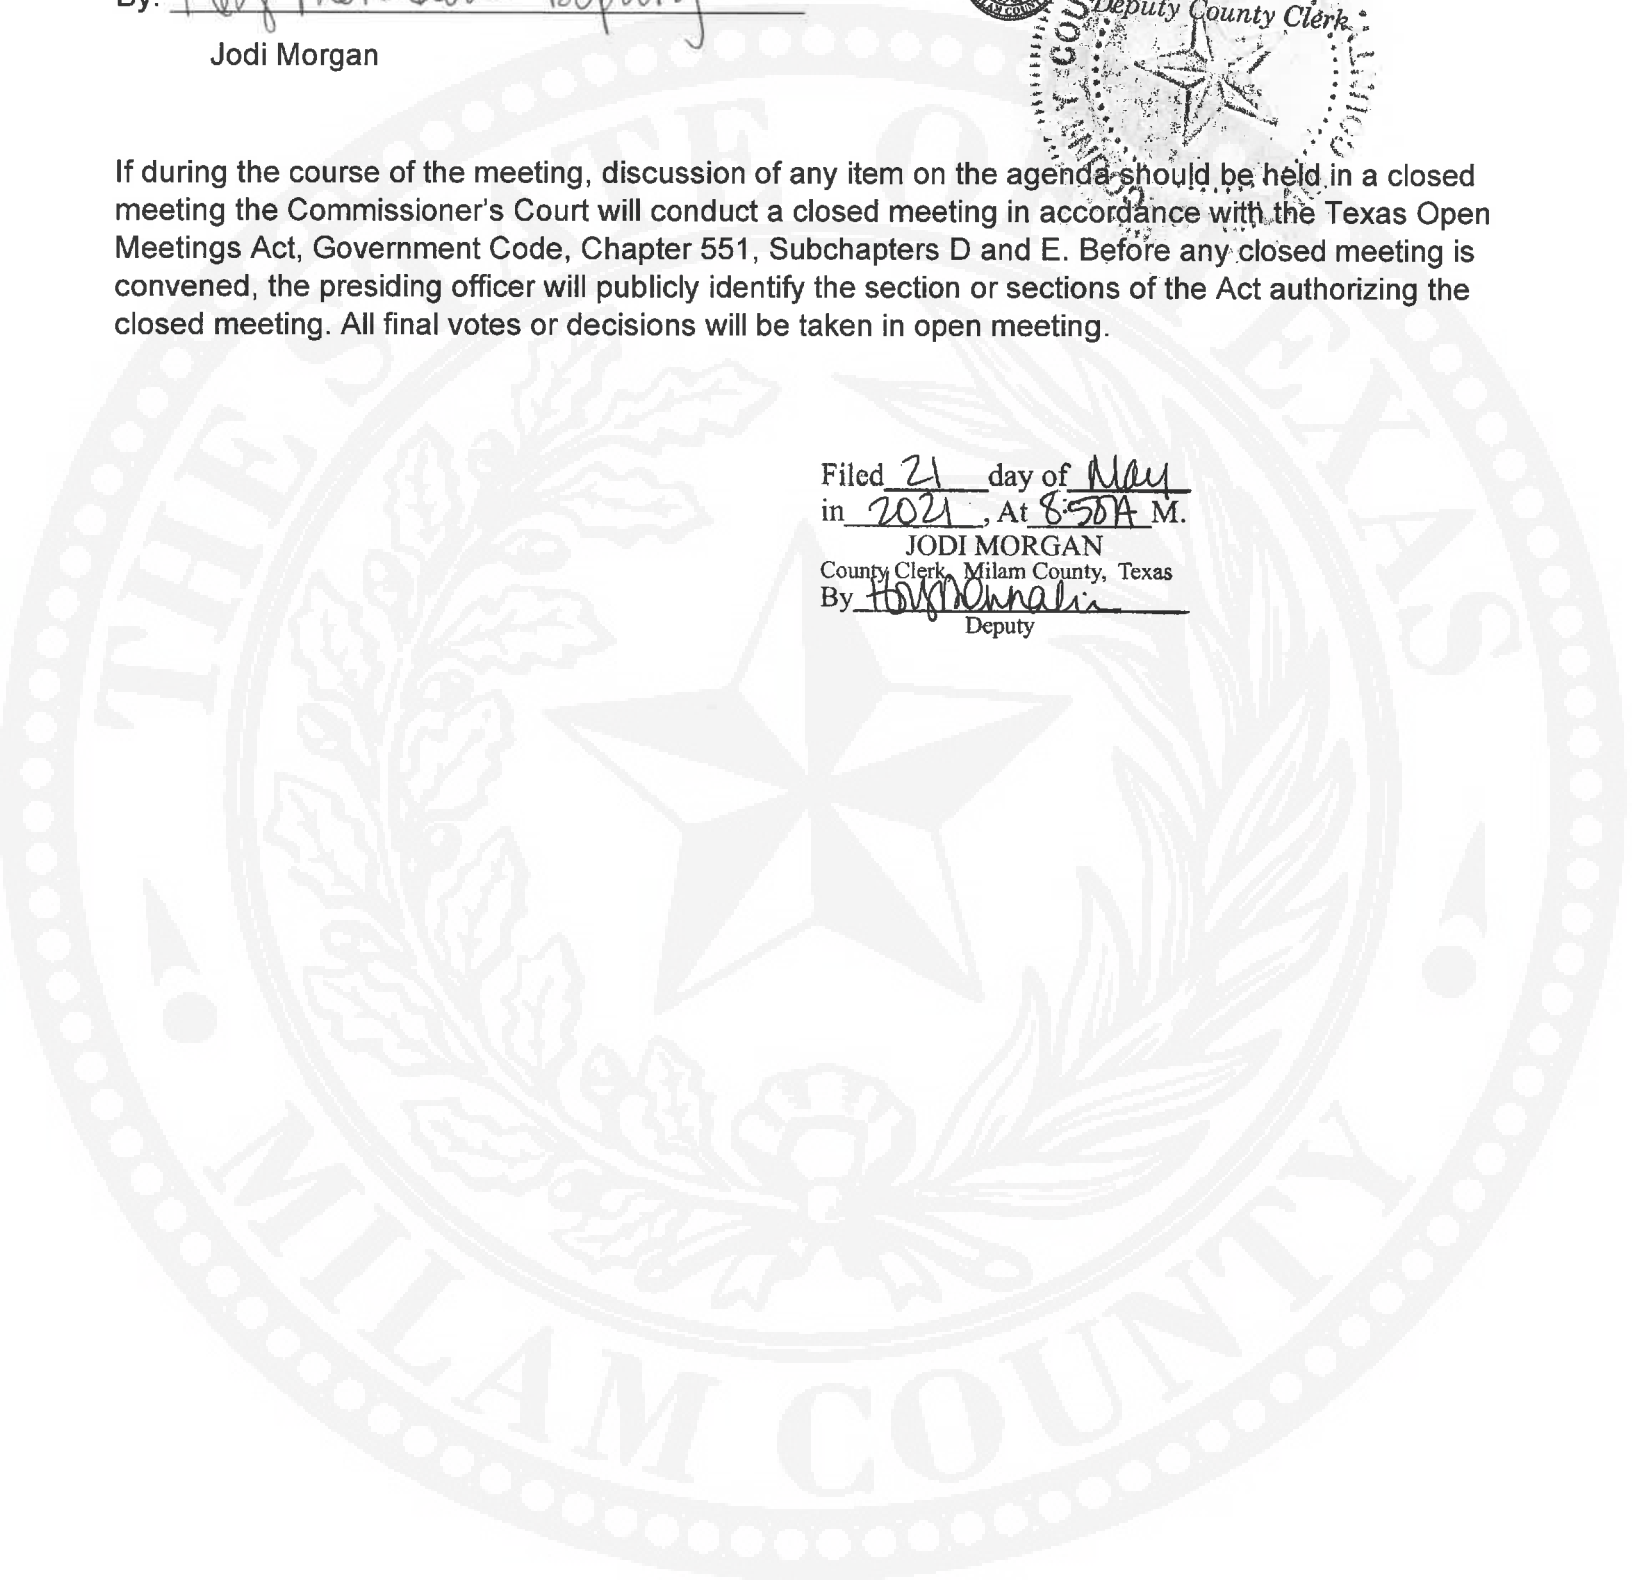 By:
Deputy County Clerk
Jodi Morgan
If during the course of the meeting, discussion of any item on the agenda should be held in a closed
meeting the Commissioner's Court will conduct a closed meeting in accordance with the Texas Open
Meetings Act, Government Code, Chapter 551, Subchapters D and E. Before any closed meeting is
convened, the presiding officer will publicly identify the section or sections of the Act authorizing the
closed meeting. All final votes or decisions will be taken in open meeting.
Filed 21 day of May
in 2021, At 8:50A M.
JODI MORGAN
County Clerk, Milam County, Texas
By
Deputy
THE STATE OF TEXAS
MILAM COUNTY